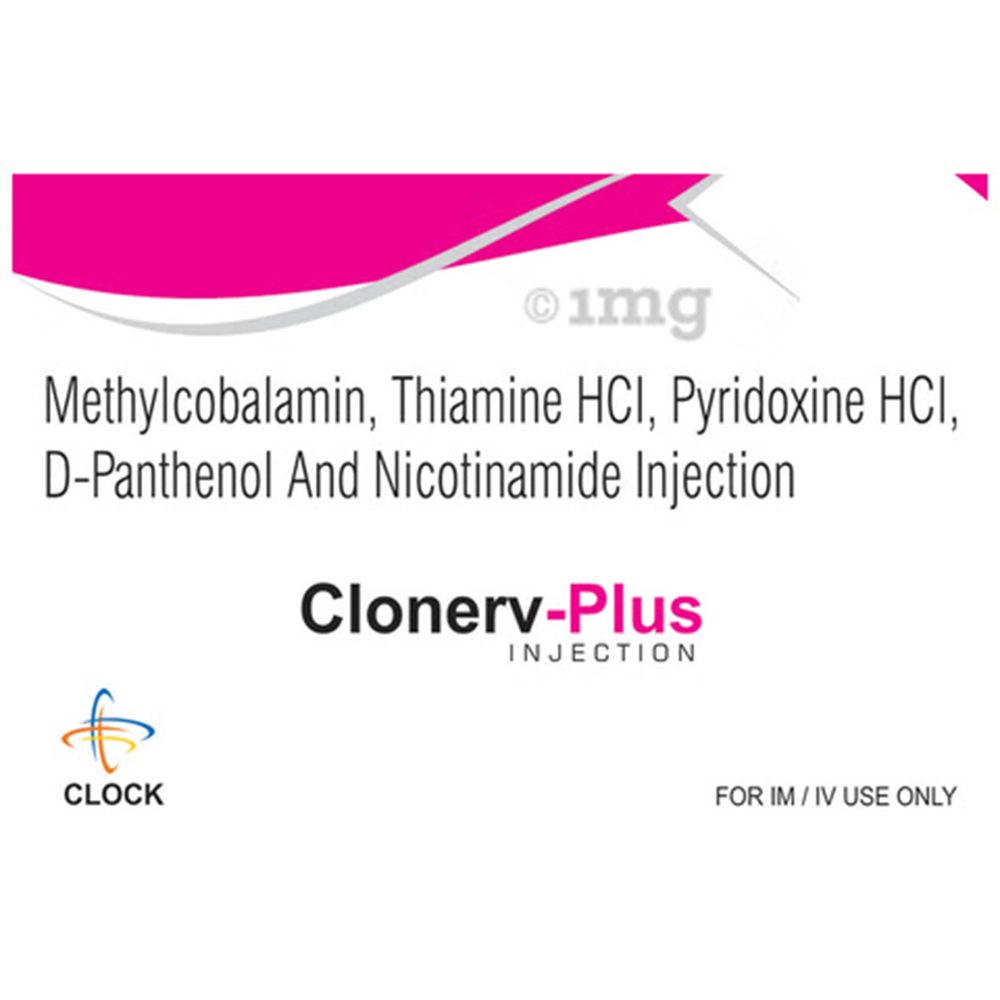 © 1mg
Methylcobalamin, Thiamine HCl, Pyridoxine HCl,
D-Panthenol And Nicotinamide Injection
Clonerv-Plus
INJECTION
CLOCK
FOR IM / IV USE ONLY